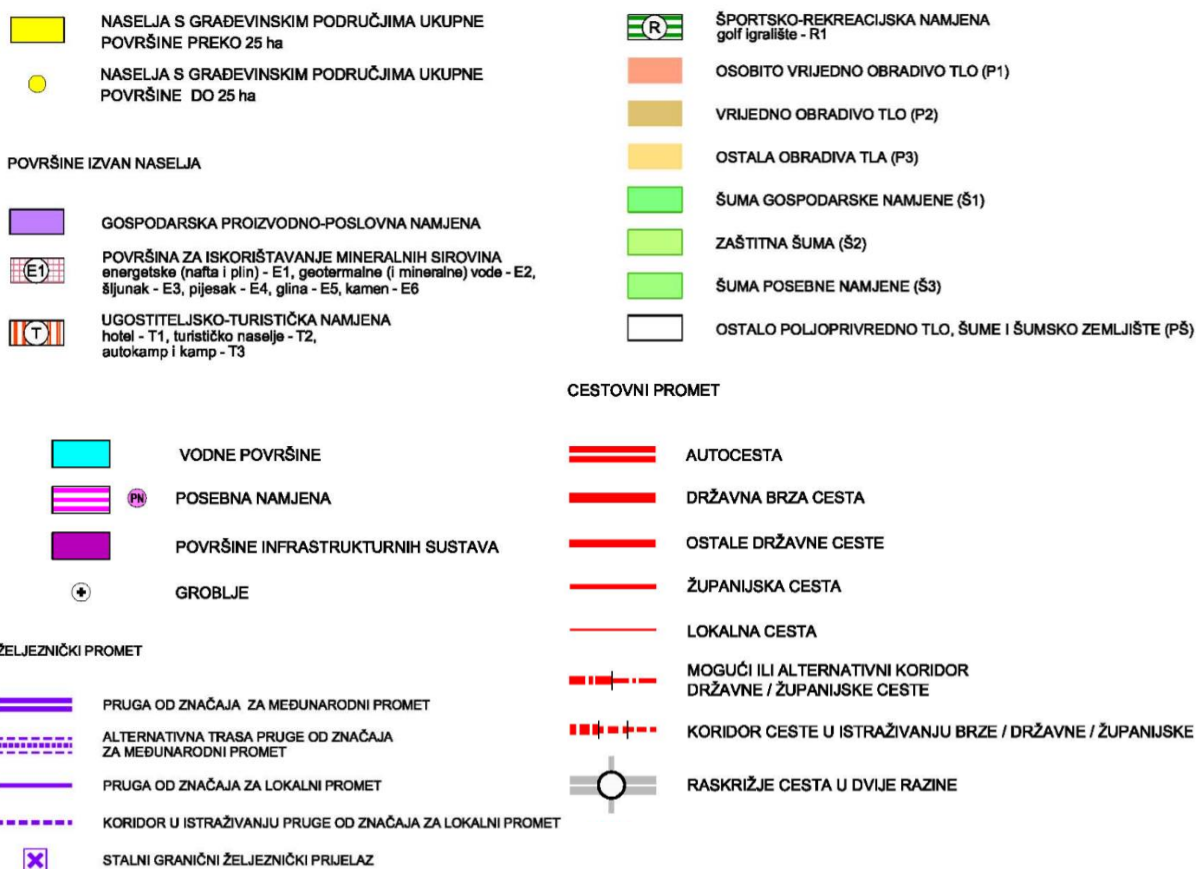 NASELJA S GRAĐEVINSKIM PODRUČJIMA UKUPNE
POVRŠINE PREKO 25 ha
NASELJA S GRAĐEVINSKIM PODRUČJIMA UKUPNE
POVRŠINE DO 25 ha
POVRŠINE IZVAN NASELJA
GOSPODARSKA PROIZVODNO-POSLOVNA NAMJENA
E1
POVRŠINA ZA ISKORIŠTAVANJE MINERALNIH SIROVINA
energetske (nafta i plin) - E1, geotermalne (i mineralne) vode - E2,
šljunak - E3, pijesak - E4, glina - E5, kamen - E6
T
UGOSTITELJSKO-TURISTIČKA NAMJENA
hotel - T1, turističko naselje - T2,
autokamp i kamp - T3
R
ŠPORTSKO-REKREACIJSKA NAMJENA
golf igralište - R1
OSOBITO VRIJEDNO OBRADIVO TLO (P1)
VRIJEDNO OBRADIVO TLO (P2)
OSTALA OBRADIVA TLA (P3)
ŠUMA GOSPODARSKE NAMJENE (Š1)
ZAŠTITNA ŠUMA (Š2)
ŠUMA POSEBNE NAMJENE (Š3)
OSTALO POLJOPRIVREDNO TLO, ŠUME I ŠUMSKO ZEMLJIŠTE (PŠ)
VODNE POVRŠINE
PN
POSEBNA NAMJENA
POVRŠINE INFRASTRUKTURNIH SUSTAVA
GROBLJE
ŽELJEZNIČKI PROMET
PRUGA OD ZNAČAJA ZA MEĐUNARODNI PROMET
ALTERNATIVNA TRASA PRUGE OD ZNAČAJA
ZA MEĐUNARODNI PROMET
PRUGA OD ZNAČAJA ZA LOKALNI PROMET
KORIDOR U ISTRAŽIVANJU PRUGE OD ZNAČAJA ZA LOKALNI PROMET
STALNI GRANIČNI ŽELJEZNIČKI PRIJELAZ
CESTOVNI PROMET
AUTOCESTA
DRŽAVNA BRZA CESTA
OSTALE DRŽAVNE CESTE
ŽUPANIJSKA CESTA
LOKALNA CESTA
MOGUĆI ILI ALTERNATIVNI KORIDOR
DRŽAVNE / ŽUPANIJSKE CESTE
KORIDOR CESTE U ISTRAŽIVANJU BRZE / DRŽAVNE / ŽUPANIJSKE
RASKRIŽJE CESTA U DVIJE RAZINE